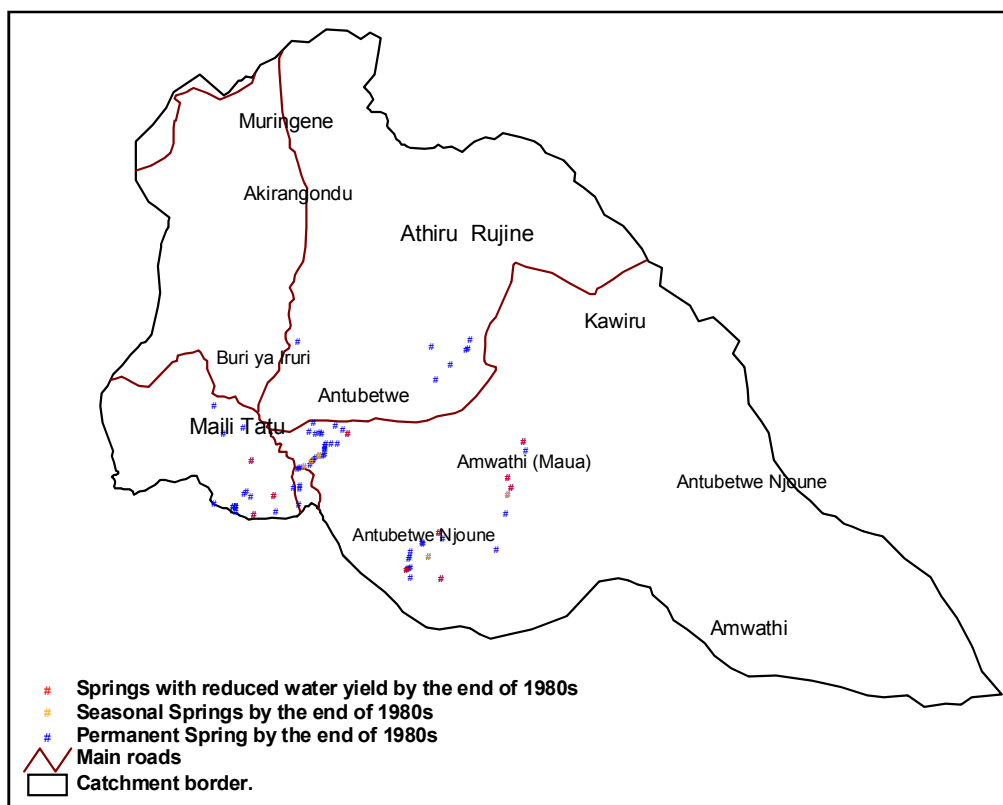 Muringene
Akirangondu
Athiru Rujine
Kawiru
Buri ya Iruri
Antubetwe
Maili Tatu
Amwathi (Maua)
Antubetwe Njoune
Antubetwe Njoune
Amwathi
# Springs with reduced water yield by the end of 1980s
# Seasonal Springs by the end of 1980s
# Permanent Spring by the end of 1980s
Main roads
Catchment border.